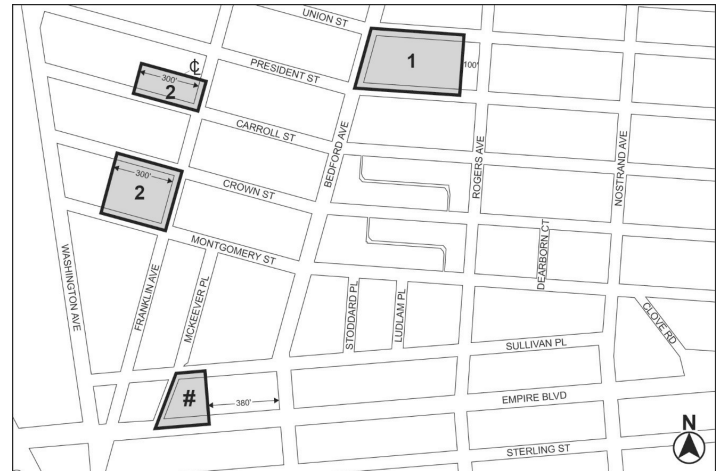 UNION ST
1
100'
PRESIDENT ST
℄
300'
2
CARROLL ST
BEDFORD AVE
ROGERS AVE
NOSTRAND AVE
300'
2
CROWN ST
MONTGOMERY ST
DEARBORN CT
WASHINGTON AVE
FRANKLIN AVE
MCKEEVER PL
STODDARD PL
LUDLAM PL
CLOVE RD
SULLIVAN PL
#
380'
EMPIRE BLVD
STERLING ST
N